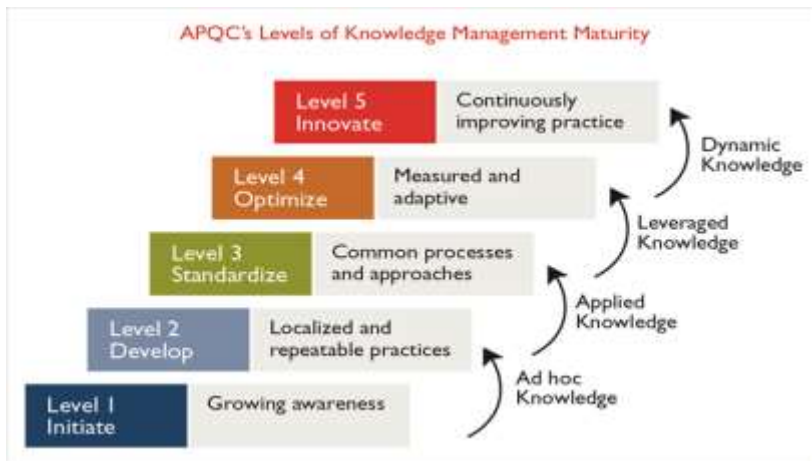 APQC's Levels of Knowledge Management Maturity
Level 5
Innovate
Continuously
improving practice
Dynamic
Knowledge
Level 4
Optimize
Measured and
adaptive
Leveraged
Knowledge
Level 3
Standardize
Common processes
and approaches
Applied
Knowledge
Level 2
Develop
Localized and
repeatable practices
Ad hoc
Knowledge
Level 1
Initiate
Growing awareness